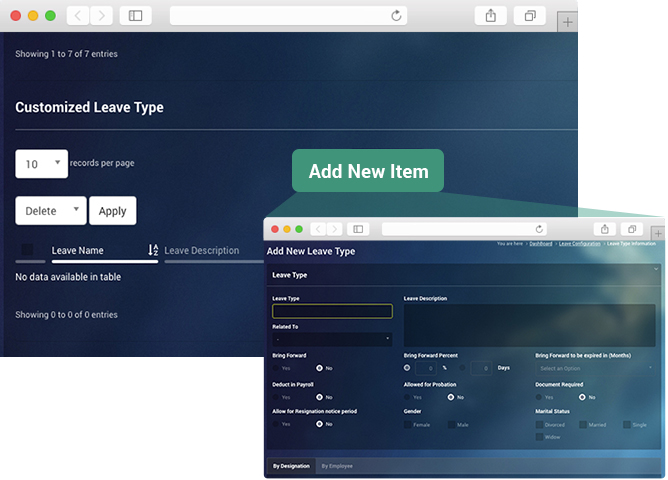 Showing 1 to 7 of 7 entries
Customized Leave Type
10 records per page
Add New Item
Delete Apply
Leave Name Leave Description
No data available in table
Showing 0 to 0 of 0 entries
You are here > Dashboard > Leave Configuration > Leave Type Information
Add New Leave Type
Leave Type
Leave Type Leave Description
Related To
-
Bring Forward Bring Forward Percent Bring Forward to be expired in (Months)
Yes No 0 % 0 Days Select an Option
Deduct in Payroll Allowed for Probation Document Required
Yes No Yes No Yes No
Allow for Resignation notice period Gender Marital Status
Yes No Female Male Divorced Married Single
Widow
By Designation By Employee